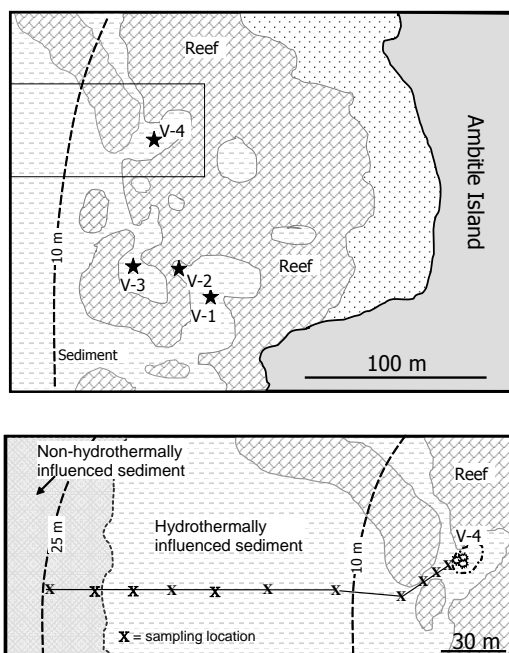 Reef
V-4
Ambitle Island
10 m
V-3
V-2
Reef
V-1
Sediment
100 m
Non-hydrothermally
influenced sediment
Reef
25 m
Hydrothermally
influenced sediment
10 m
V-4
X X X X X X X X X X X X
X = sampling location
30 m